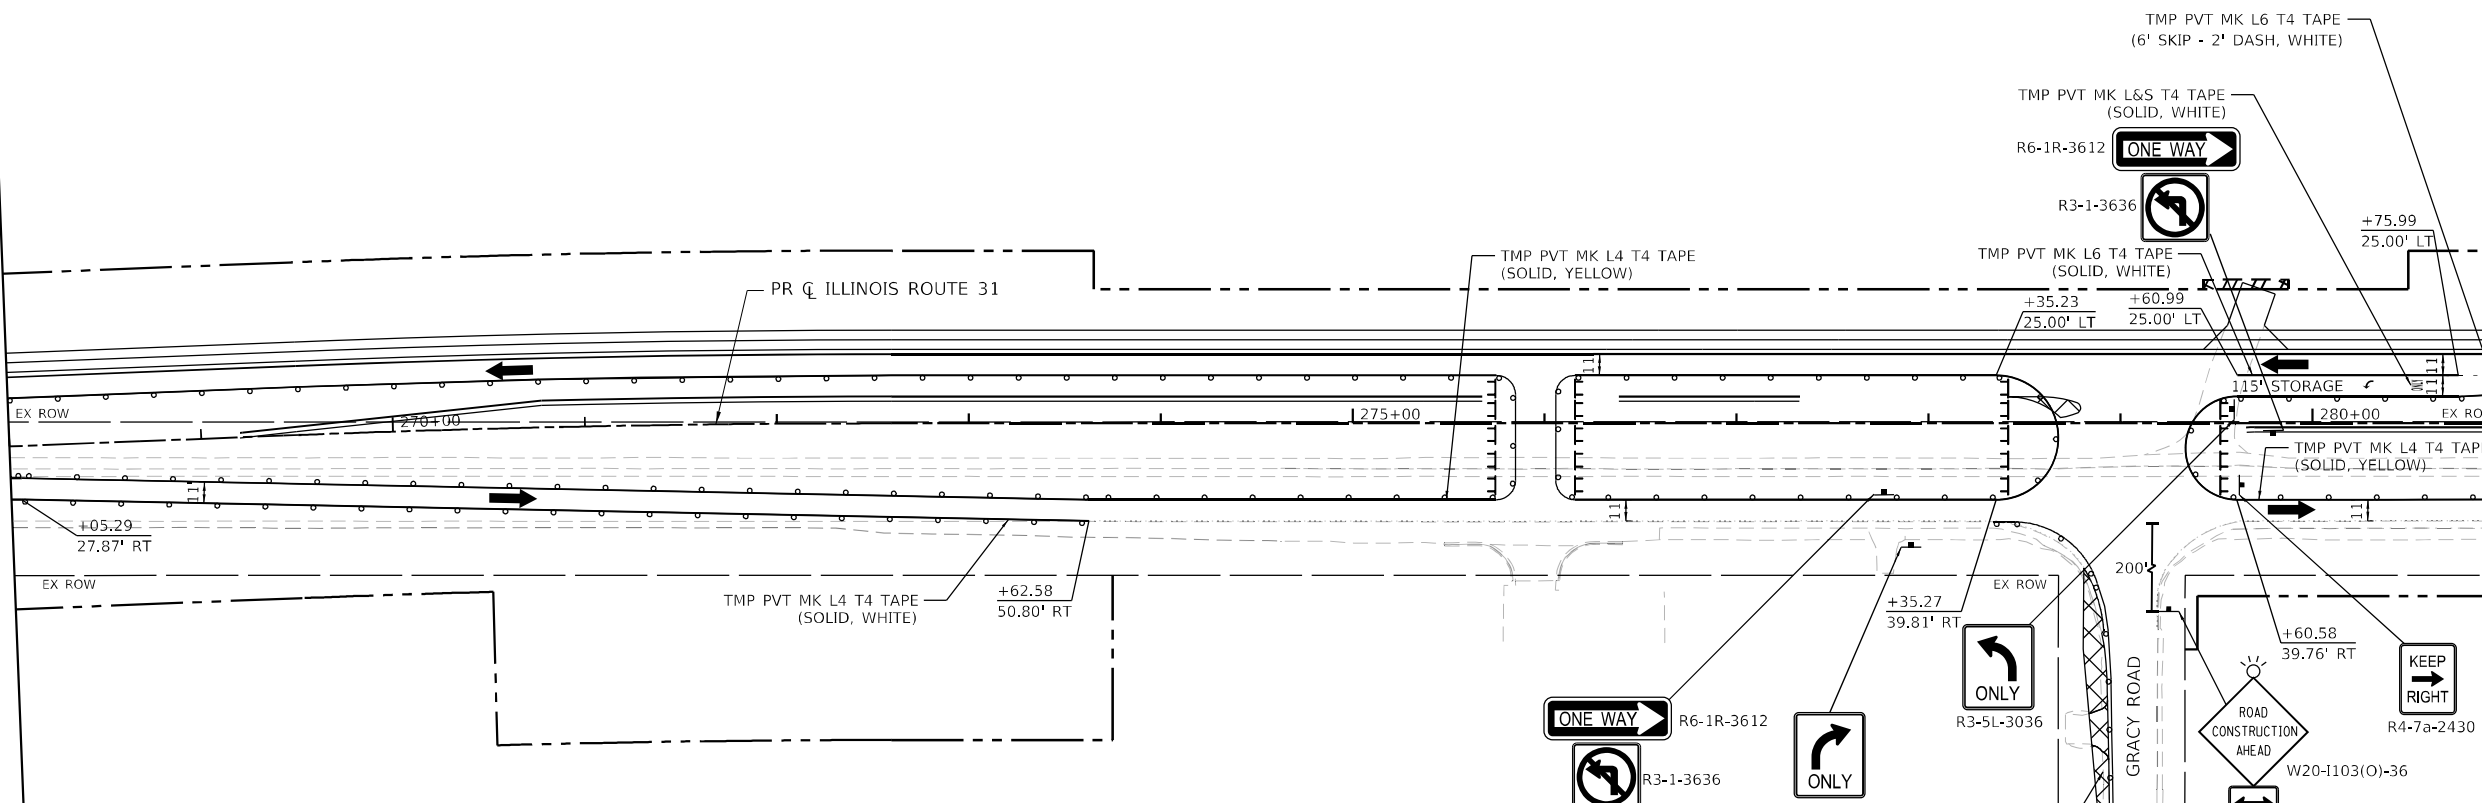 TMP PVT MK L6 T4 TAPE
(6' SKIP - 2' DASH, WHITE)
TMP PVT MK L&S T4 TAPE
(SOLID, WHITE)
R6-1R-3612
ONE WAY
R3-1-3636
+75.99
25.00' LT
TMP PVT MK L4 T4 TAPE
(SOLID, YELLOW)
TMP PVT MK L6 T4 TAPE
(SOLID, WHITE)
PR ℄ ILLINOIS ROUTE 31
+35.23
25.00' LT
+60.99
25.00' LT
11'
11'
11'
115' STORAGE
EX ROW
270+00
275+00
280+00
EX RO
TMP PVT MK L4 T4 TAPE
(SOLID, YELLOW)
11'
11'
11'
+05.29
27.87' RT
EX ROW
TMP PVT MK L4 T4 TAPE
(SOLID, WHITE)
+62.58
50.80' RT
200'
EX ROW
+35.27
39.81' RT
+60.58
39.76' RT
ONLY
R3-5L-3036
GRACY ROAD
KEEP
RIGHT
R4-7a-2430
ONE WAY
R6-1R-3612
ROAD
CONSTRUCTION
AHEAD
W20-I103(O)-36
R3-1-3636
ONLY